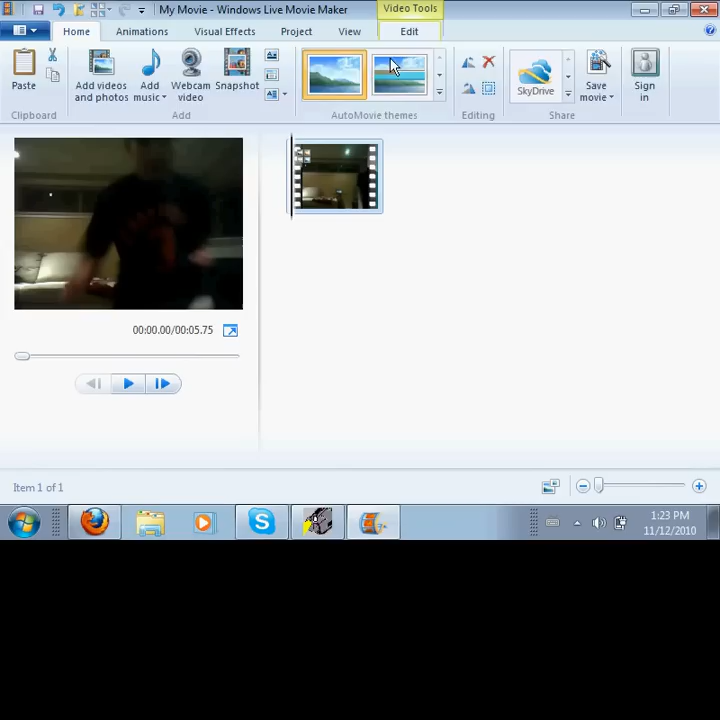 My Movie - Windows Live Movie Maker
Video Tools
Home
Animations
Visual Effects
Project
View
Edit
Paste
Add videos
and photos
Add
music
Webcam
video
Snapshot
SkyDrive
Save
movie
Sign
in
Clipboard
Add
AutoMovie themes
Editing
Share
00:00.00/00:05.75
Item 1 of 1
1:23 PM
11/12/2010